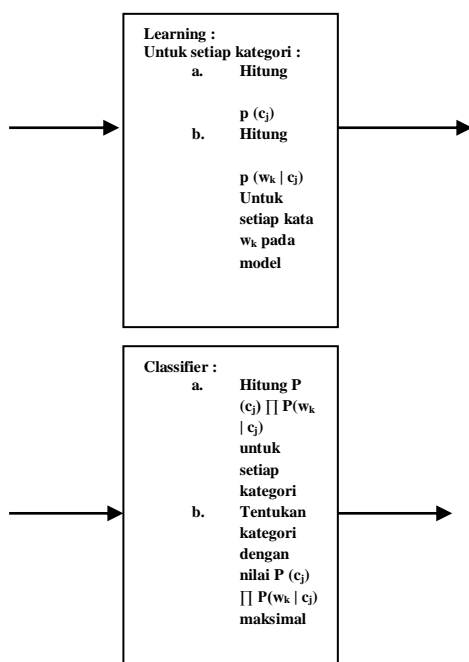 Learning :
Untuk setiap kategori :
a. Hitung
p (cj)
b. Hitung
p (wk | cj)
Untuk
setiap kata
wk pada
model
Classifier :
a. Hitung P
(cj) ∏ P(wk
| cj)
untuk
setiap
kategori
b. Tentukan
kategori
dengan
nilai P (cj)
∏ P(wk | cj)
maksimal